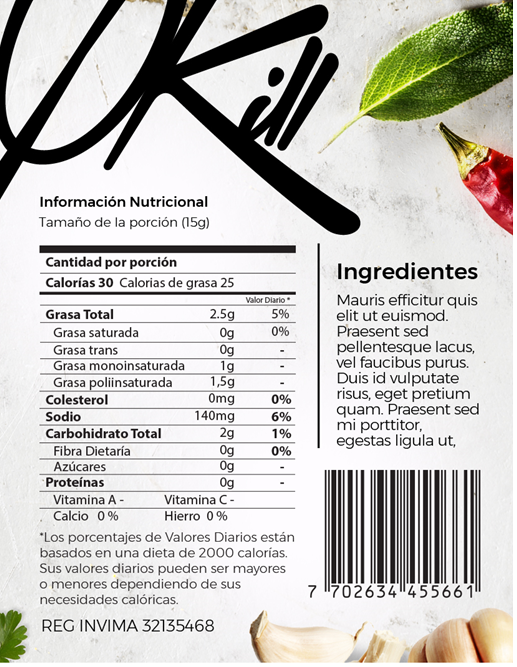 Kill
Información Nutricional
Tamaño de la porción (15g)
Cantidad por porción
Calorías 30 Calorias de grasa 25
Valor Diario *
Grasa Total 2.5g 5%
Grasa saturada 0g 0%
Grasa trans 0g -
Grasa monoinsaturada 1g -
Grasa poliinsaturada 1,5g -
Colesterol 0mg 0%
Sodio 140mg 6%
Carbohidrato Total 2g 1%
Fibra Dietaría 0g 0%
Azúcares 0g -
Proteínas 0g -
Vitamina A - Vitamina C -
Calcio 0 % Hierro 0 %
*Los porcentajes de Valores Diarios están
basados en una dieta de 2000 calorías.
Sus valores diarios pueden ser mayores
o menores dependiendo de sus
necesidades calóricas.
REG INVIMA 32135468
Ingredientes
Mauris efficitur quis
elit ut euismod.
Praesent sed
pellentesque lacus,
vel faucibus purus.
Duis id vulputate
risus, eget pretium
quam. Praesent sed
mi porttitor,
egestas ligula ut,
7 702634 455661